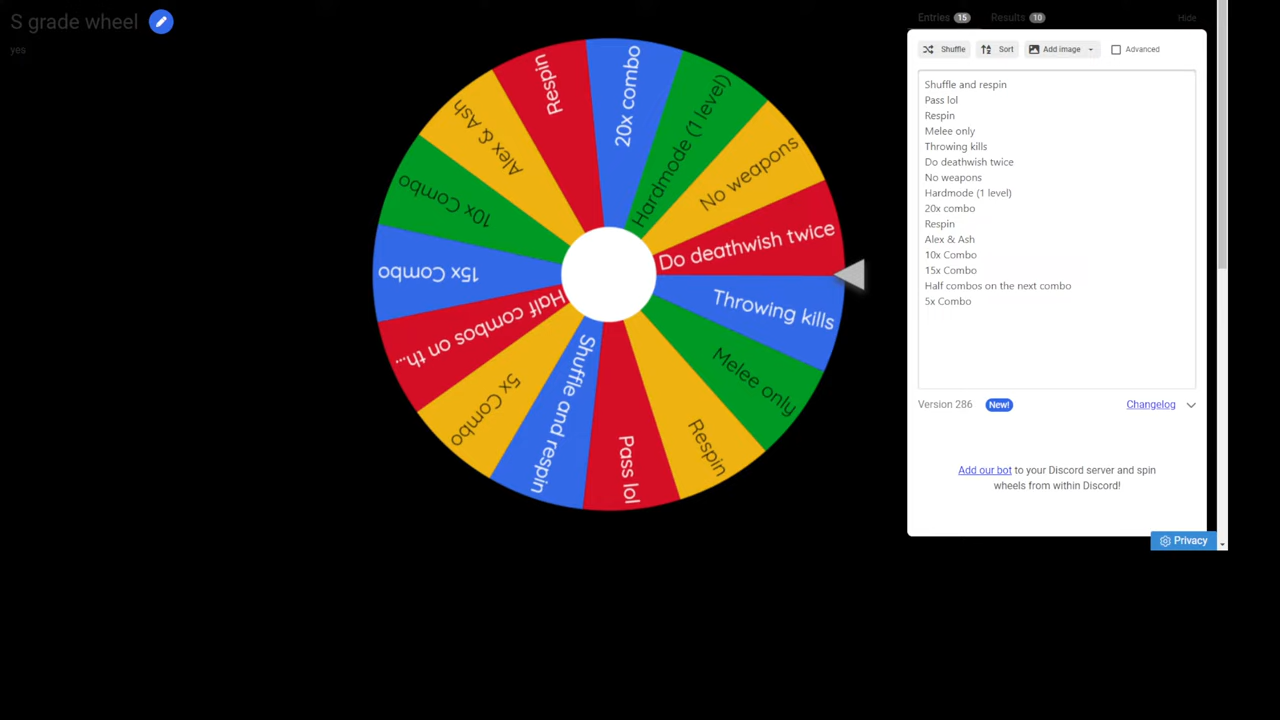 S grade wheel
yes
Entries 15 Results 10 Hide
Shuffle Sort Add image Advanced
Shuffle and respin
Pass lol
Respin
Melee only
Throwing kills
Do deathwish twice
No weapons
Hardmode (1 level)
20x combo
Respin
Alex & Ash
10x Combo
15x Combo
Half combos on the next combo
5x Combo
Version 286 New! Changelog
Add our bot to your Discord server and spin
wheels from within Discord!
Privacy
Do deathwish twice
Throwing kills
Melee only
Respin
Pass lol
Shuffle and respin
5x Combo
Half combos on th...
15x Combo
10x Combo
Alex & Ash
Respin
20x combo
Hardmode (1 level)
No weapons